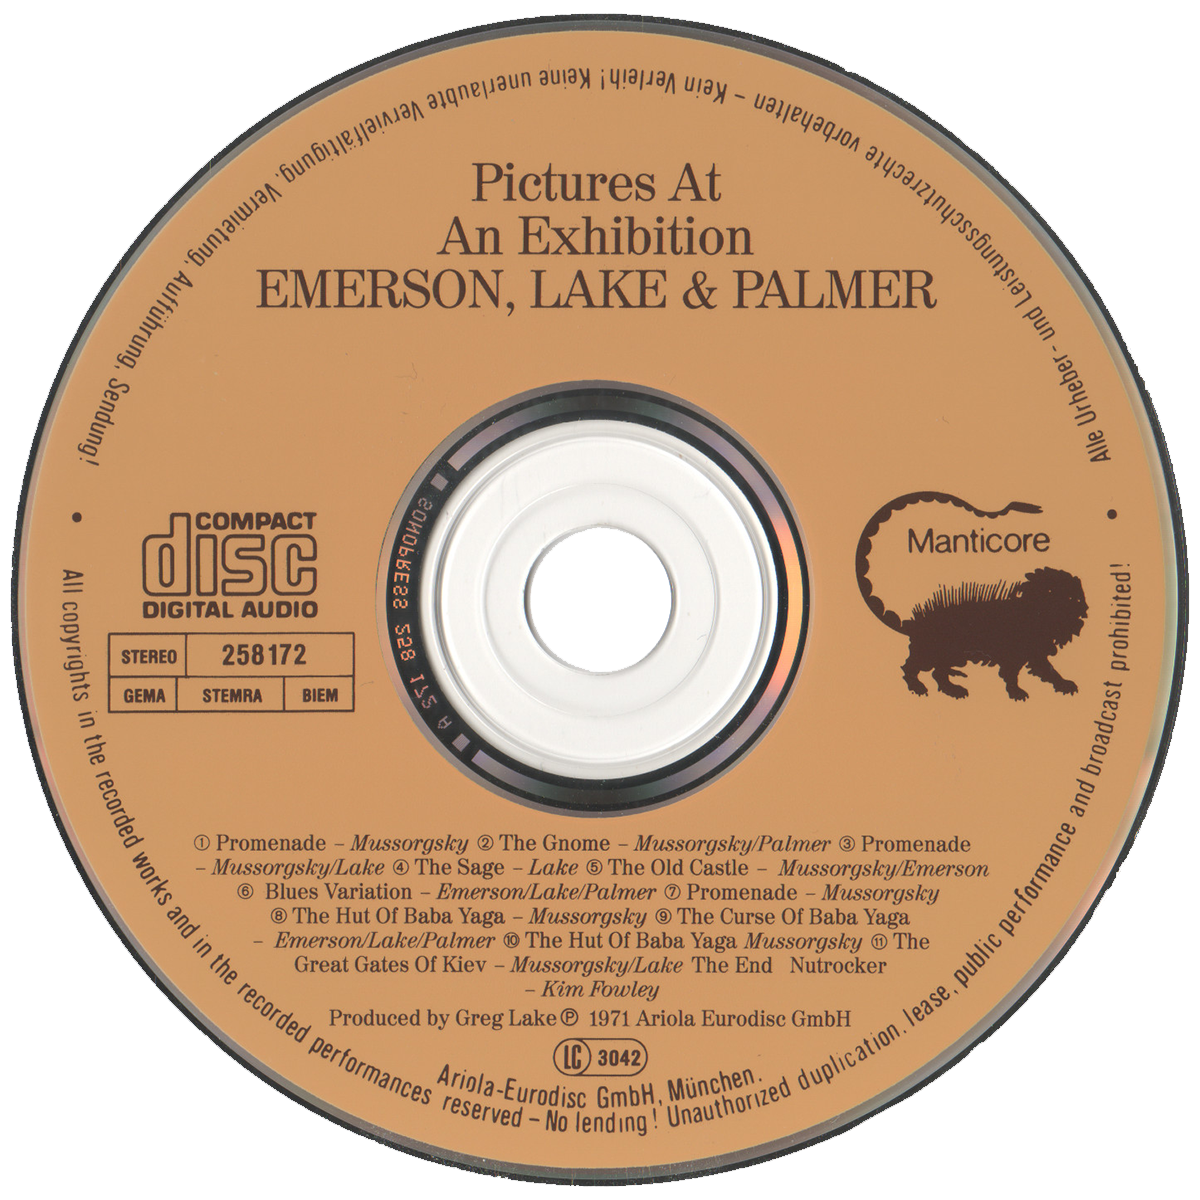 Pictures At
An Exhibition
EMERSON, LAKE & PALMER
Alle Urheber- und Leistungsschutzrechte vorbehalten – Kein Verleih! Keine unerlaubte Vervielfältigung, Vermietung, Aufführung, Sendung!
COMPACT
disc
DIGITAL AUDIO
STEREO 258172
GEMA STEMRA BIEM
SONOPRESS 258 172 A
Manticore
① Promenade – Mussorgsky ② The Gnome – Mussorgsky/Palmer ③ Promenade
– Mussorgsky/Lake ④ The Sage – Lake ⑤ The Old Castle – Mussorgsky/Emerson
⑥ Blues Variation – Emerson/Lake/Palmer ⑦ Promenade – Mussorgsky
⑧ The Hut Of Baba Yaga – Mussorgsky ⑨ The Curse Of Baba Yaga
– Emerson/Lake/Palmer ⑩ The Hut Of Baba Yaga Mussorgsky ⑪ The
Great Gates Of Kiev – Mussorgsky/Lake The End Nutrocker
– Kim Fowley
Produced by Greg Lake ℗ 1971 Ariola Eurodisc GmbH
LC 3042
Ariola-Eurodisc GmbH, München.
All copyrights in the recorded works and in the recorded performances reserved – No lending! Unauthorized duplication, lease, public performance and broadcast prohibited!